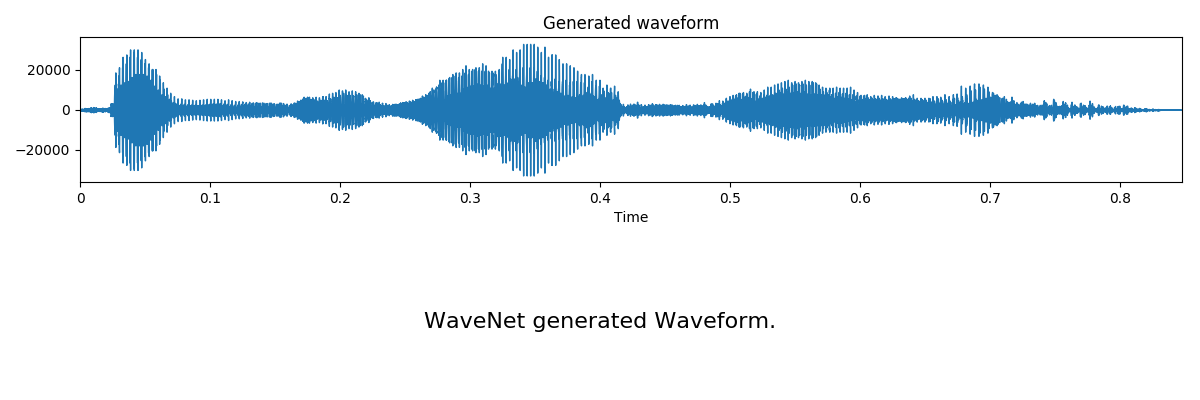 Generated waveform
20000
0
−20000
0 0.1 0.2 0.3 0.4 0.5 0.6 0.7 0.8
Time
WaveNet generated Waveform.